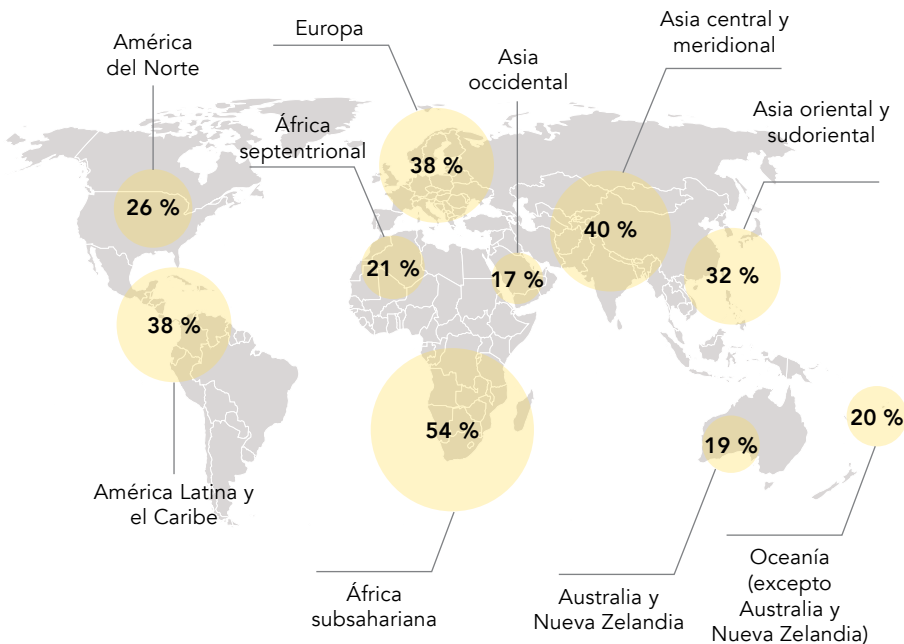 América
del Norte
26 %
Europa
38 %
África
septentrional
21 %
Asia
occidental
17 %
Asia central y
meridional
40 %
Asia oriental y
sudoriental
32 %
38 %
América Latina y
el Caribe
54 %
África
subsahariana
19 %
Australia y
Nueva Zelandia
20 %
Oceanía
(excepto
Australia y
Nueva Zelandia)